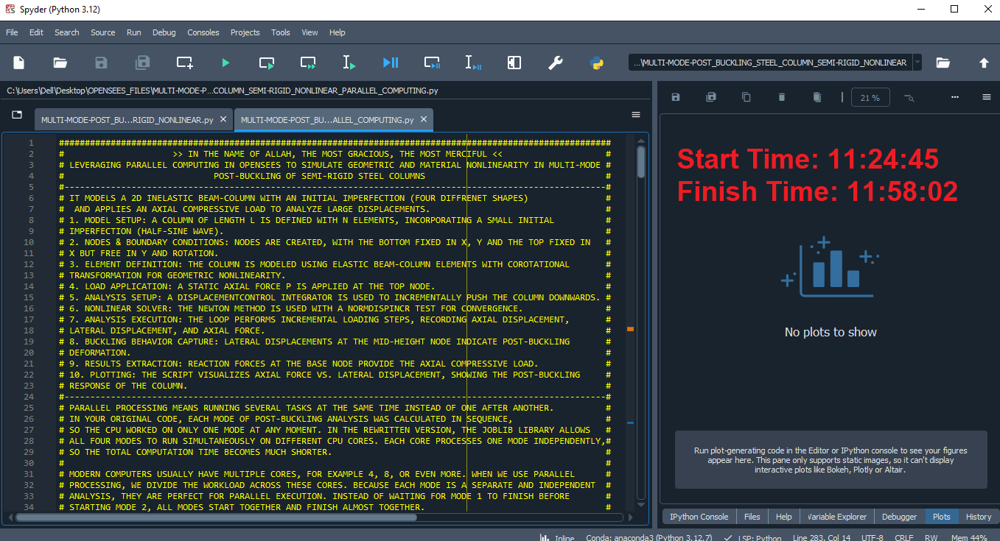 Spyder (Python 3.12)
File Edit Search Source Run Debug Consoles Projects Tools View Help
...\MULTI-MODE-POST_BUCKLING_STEEL_COLUMN_SEMI-RIGID_NONLINEAR
C:\Users\Dell\Desktop\OPENSEES_FILES\MULTI-MODE-P...COLUMN_SEMI-RIGID_NONLINEAR_PARALLEL_COMPUTING.py
21 %
MULTI-MODE-POST_BU...RIGID_NONLINEAR.py
MULTI-MODE-POST_BU...ALLEL_COMPUTING.py
1 ###########################################################################################################
2 # >> IN THE NAME OF ALLAH, THE MOST GRACIOUS, THE MOST MERCIFUL << #
3 # LEVERAGING PARALLEL COMPUTING IN OPENSEES TO SIMULATE GEOMETRIC AND MATERIAL NONLINEARITY IN MULTI-MODE #
4 # POST-BUCKLING OF SEMI-RIGID STEEL COLUMNS #
5 #---------------------------------------------------------------------------------------------------------#
6 # IT MODELS A 2D INELASTIC BEAM-COLUMN WITH AN INITIAL IMPERFECTION (FOUR DIFFRENET SHAPES) #
7 # AND APPLIES AN AXIAL COMPRESSIVE LOAD TO ANALYZE LARGE DISPLACEMENTS. #
8 # 1. MODEL SETUP: A COLUMN OF LENGTH L IS DEFINED WITH N ELEMENTS, INCORPORATING A SMALL INITIAL #
9 # IMPERFECTION (HALF-SINE WAVE). #
10 # 2. NODES & BOUNDARY CONDITIONS: NODES ARE CREATED, WITH THE BOTTOM FIXED IN X, Y AND THE TOP FIXED IN #
11 # X BUT FREE IN Y AND ROTATION. #
12 # 3. ELEMENT DEFINITION: THE COLUMN IS MODELED USING ELASTIC BEAM-COLUMN ELEMENTS WITH COROTATIONAL #
13 # TRANSFORMATION FOR GEOMETRIC NONLINEARITY. #
14 # 4. LOAD APPLICATION: A STATIC AXIAL FORCE P IS APPLIED AT THE TOP NODE. #
15 # 5. ANALYSIS SETUP: A DISPLACEMENTCONTROL INTEGRATOR IS USED TO INCREMENTALLY PUSH THE COLUMN DOWNWARDS. #
16 # 6. NONLINEAR SOLVER: THE NEWTON METHOD IS USED WITH A NORMDISPINCR TEST FOR CONVERGENCE. #
17 # 7. ANALYSIS EXECUTION: THE LOOP PERFORMS INCREMENTAL LOADING STEPS, RECORDING AXIAL DISPLACEMENT, #
18 # LATERAL DISPLACEMENT, AND AXIAL FORCE. #
19 # 8. BUCKLING BEHAVIOR CAPTURE: LATERAL DISPLACEMENTS AT THE MID-HEIGHT NODE INDICATE POST-BUCKLING #
20 # DEFORMATION. #
21 # 9. RESULTS EXTRACTION: REACTION FORCES AT THE BASE NODE PROVIDE THE AXIAL COMPRESSIVE LOAD. #
22 # 10. PLOTTING: THE SCRIPT VISUALIZES AXIAL FORCE VS. LATERAL DISPLACEMENT, SHOWING THE POST-BUCKLING #
23 # RESPONSE OF THE COLUMN. #
24 #---------------------------------------------------------------------------------------------------------#
25 # PARALLEL PROCESSING MEANS RUNNING SEVERAL TASKS AT THE SAME TIME INSTEAD OF ONE AFTER ANOTHER. #
26 # IN YOUR ORIGINAL CODE, EACH MODE OF POST-BUCKLING ANALYSIS WAS CALCULATED IN SEQUENCE, #
27 # SO THE CPU WORKED ON ONLY ONE MODE AT ANY MOMENT. IN THE REWRITTEN VERSION, THE JOBLIB LIBRARY ALLOWS #
28 # ALL FOUR MODES TO RUN SIMULTANEOUSLY ON DIFFERENT CPU CORES. EACH CORE PROCESSES ONE MODE INDEPENDENTLY,#
29 # SO THE TOTAL COMPUTATION TIME BECOMES MUCH SHORTER. #
30 # #
31 # MODERN COMPUTERS USUALLY HAVE MULTIPLE CORES, FOR EXAMPLE 4, 8, OR EVEN MORE. WHEN WE USE PARALLEL #
32 # PROCESSING, WE DIVIDE THE WORKLOAD ACROSS THESE CORES. BECAUSE EACH MODE IS A SEPARATE AND INDEPENDENT #
33 # ANALYSIS, THEY ARE PERFECT FOR PARALLEL EXECUTION. INSTEAD OF WAITING FOR MODE 1 TO FINISH BEFORE #
34 # STARTING MODE 2, ALL MODES START TOGETHER AND FINISH ALMOST TOGETHER. #
Start Time: 11:24:45
Finish Time: 11:58:02
No plots to show
Run plot-generating code in the Editor or IPython console to see your figures
appear here. This pane only supports static images, so it can't display
interactive plots like Bokeh, Plotly or Altair.
IPython Console Files Help Variable Explorer Debugger Plots History
Inline Conda: anaconda3 (Python 3.12.7) LSP: Python Line 283, Col 14 UTF-8 CRLF RW Mem 44%